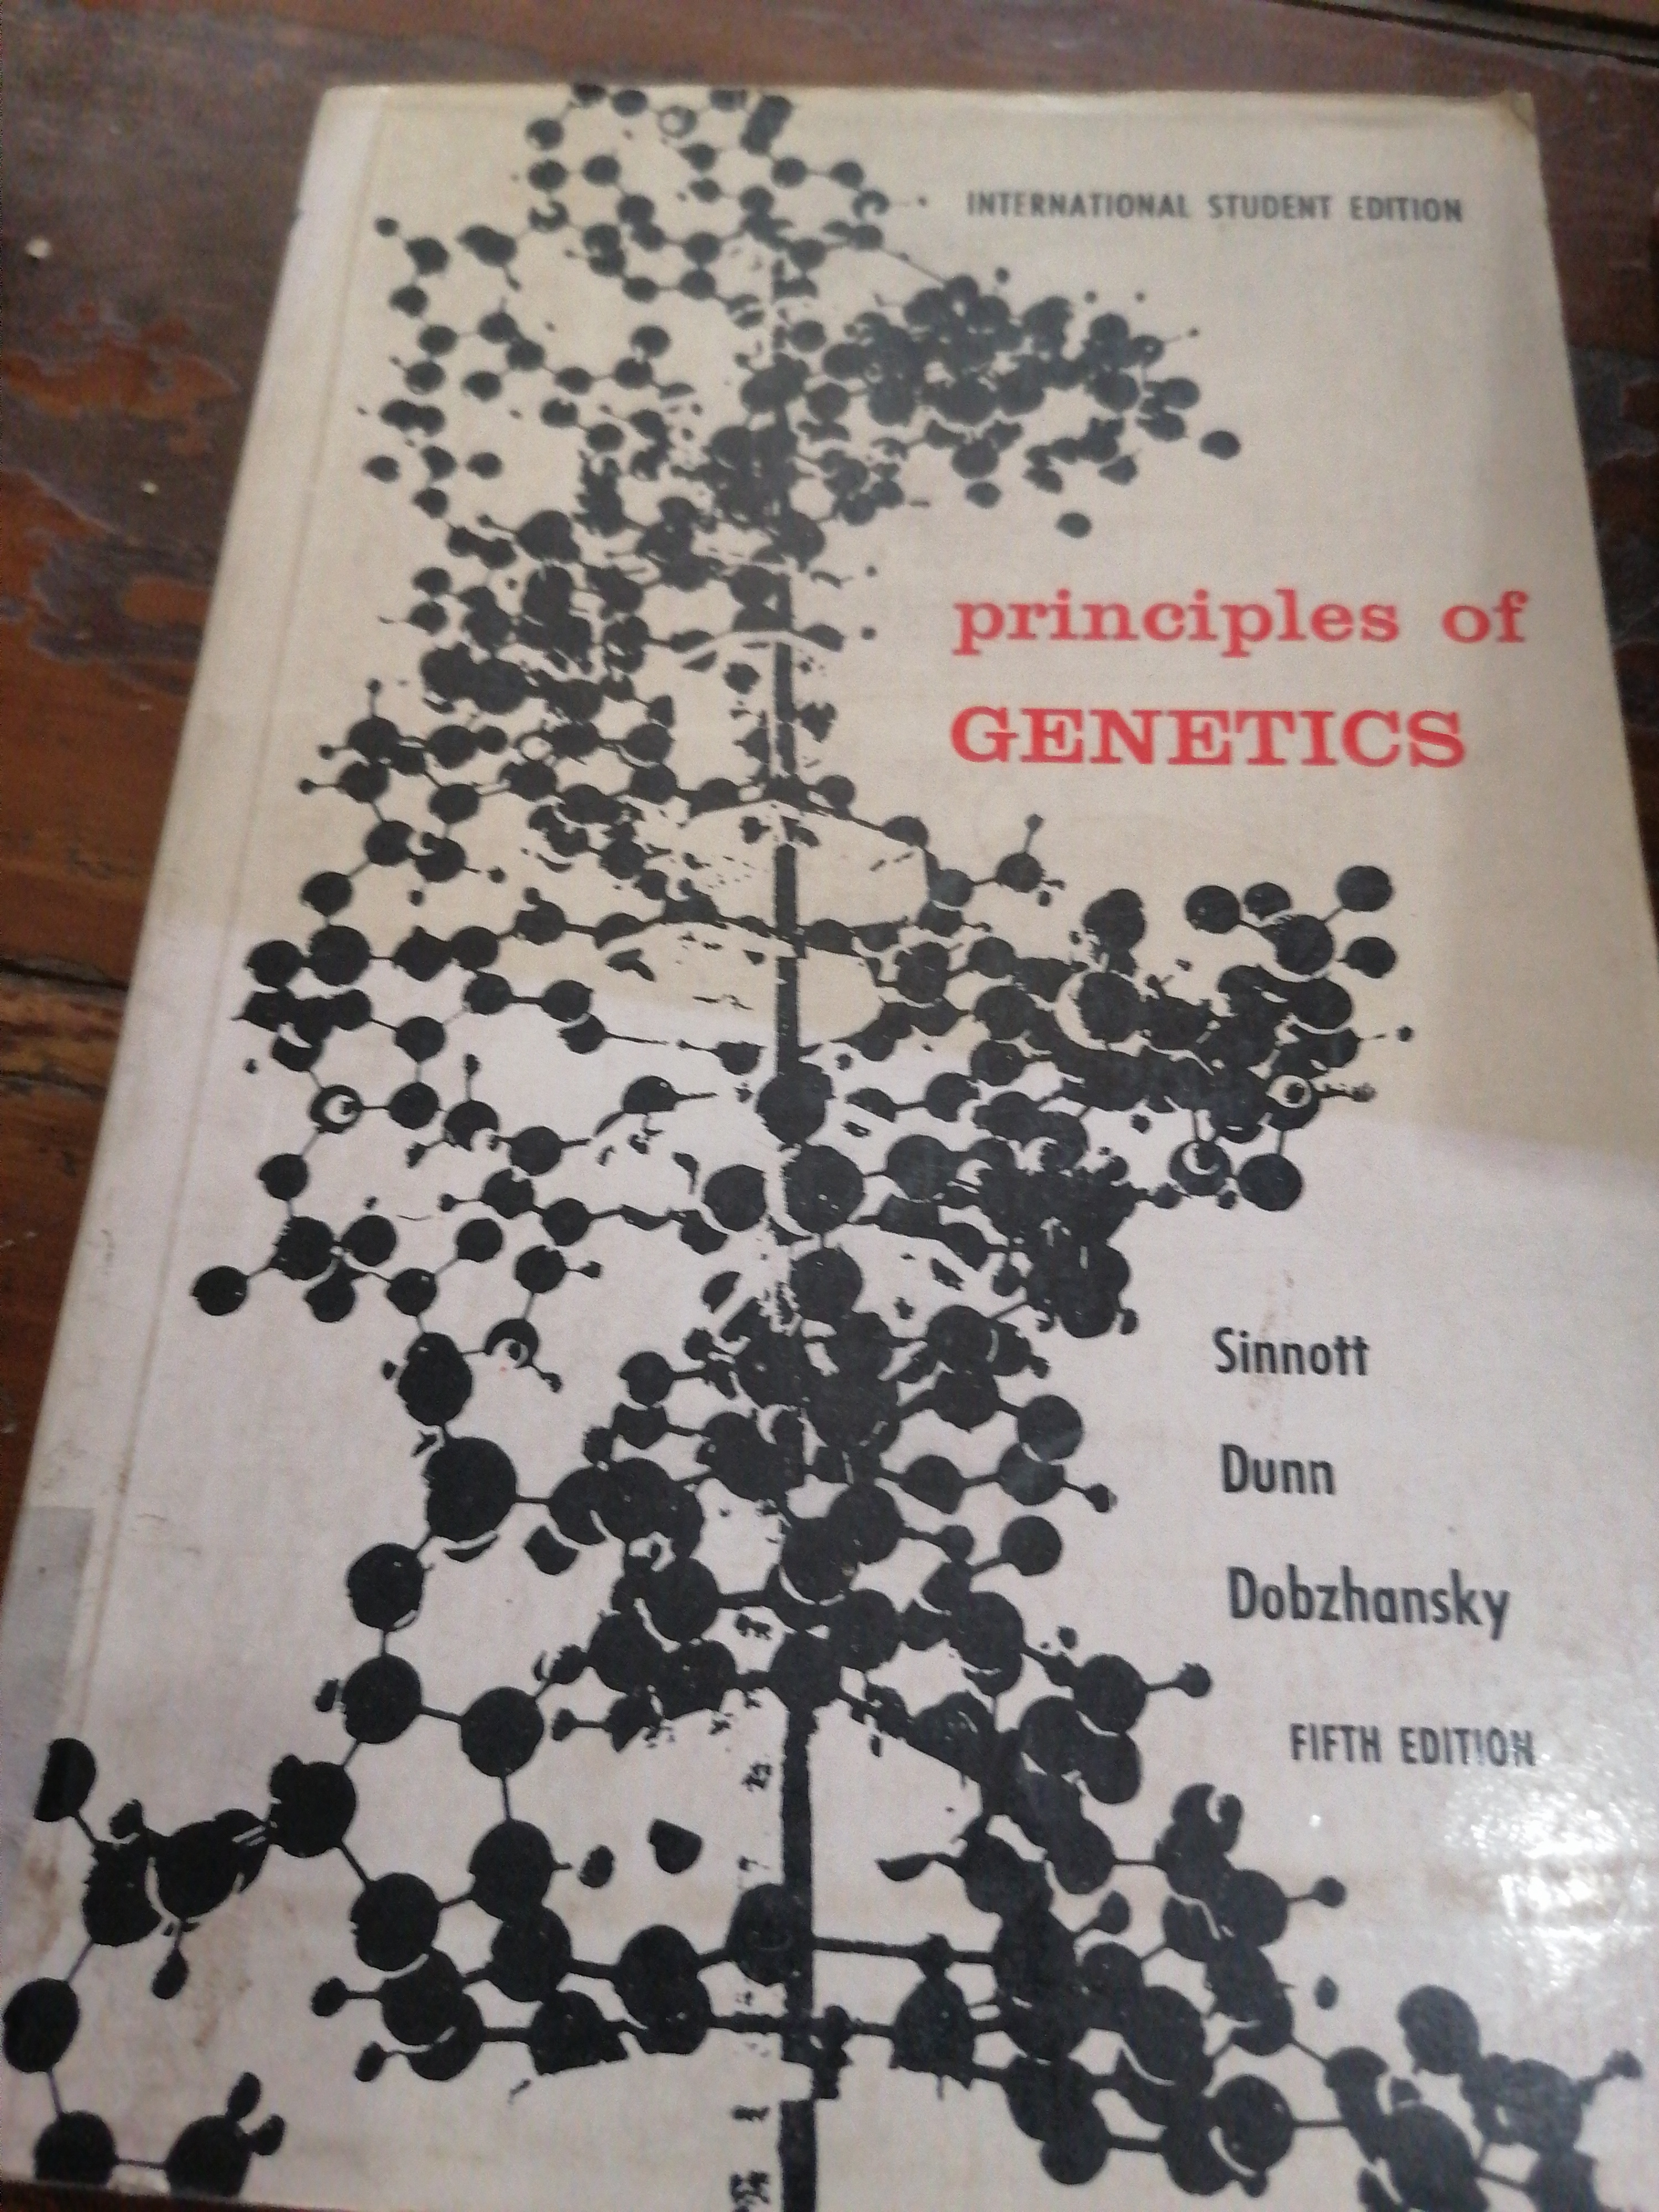 INTERNATIONAL STUDENT EDITION
principles of
GENETICS
Sinnott
Dunn
Dobzhansky
FIFTH EDITION